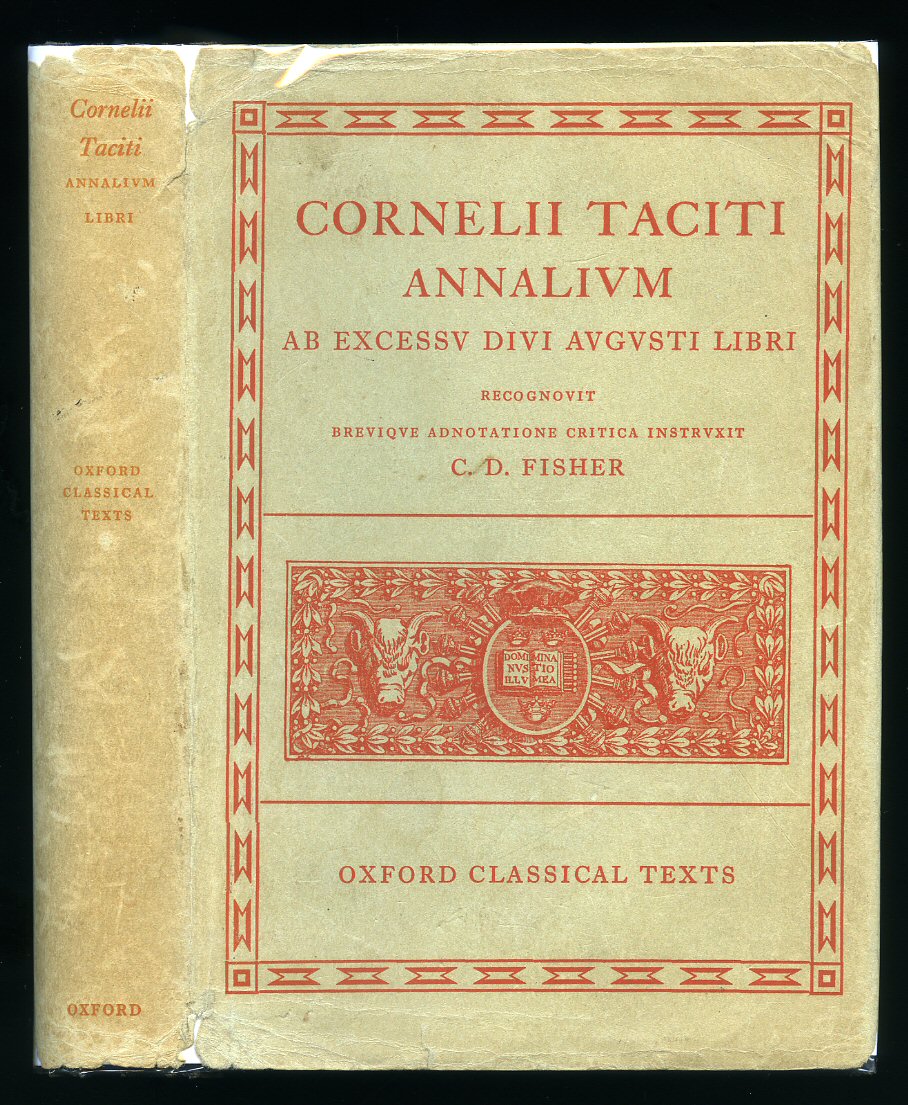 Cornelii
Taciti
ANNALIVM
LIBRI
OXFORD
CLASSICAL
TEXTS
OXFORD
CORNELII TACITI
ANNALIVM
AB EXCESSV DIVI AVGVSTI LIBRI
RECOGNOVIT
BREVIQVE ADNOTATIONE CRITICA INSTRVXIT
C. D. FISHER
DOMI MINA
NVS TIO
ILLV MEA
OXFORD CLASSICAL TEXTS